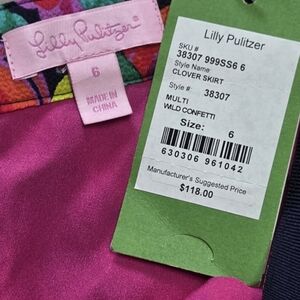 Lilly Pulitzer
6
MADE IN
CHINA
Lilly Pulitzer
SKU #
38307 999SS6 6
Style Name
CLOVER SKIRT
Style #: 38307
MULTI
WILD CONFETTI
Size: 6
630306 961042
Manufacturer's Suggested Price
$118.00